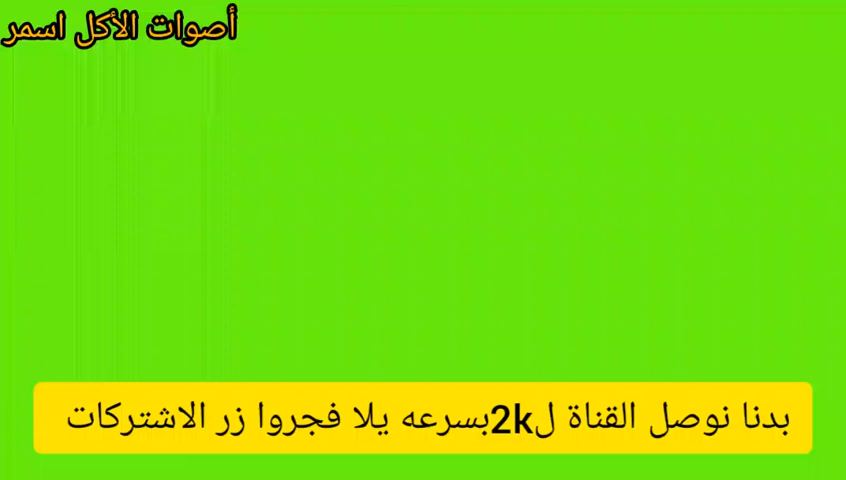 أصوات الأكل اسمر
بدنا نوصل القناة ل2kبسرعه يلا فجروا زر الاشتركات